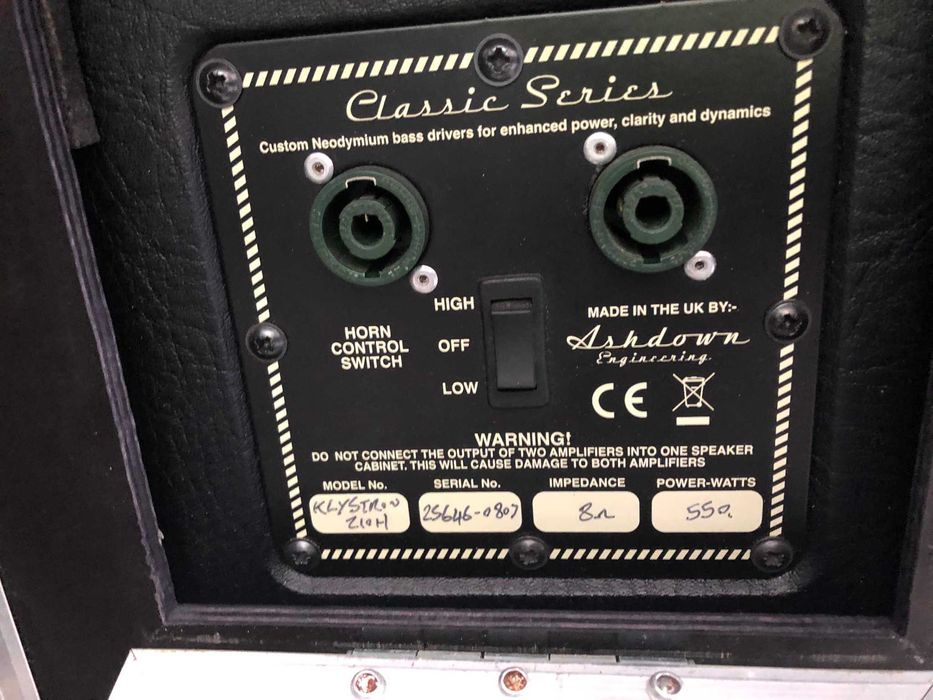 Classic Series
Custom Neodymium bass drivers for enhanced power, clarity and dynamics
HIGH
HORN
CONTROL
SWITCH
OFF
LOW
MADE IN THE UK BY:-
Ashdown
Engineering
CE
WARNING!
DO NOT CONNECT THE OUTPUT OF TWO AMPLIFIERS INTO ONE SPEAKER
CABINET. THIS WILL CAUSE DAMAGE TO BOTH AMPLIFIERS
MODEL No. SERIAL No. IMPEDANCE POWER-WATTS
KLYSTRON 25646-0807 8Ω 550.
210H